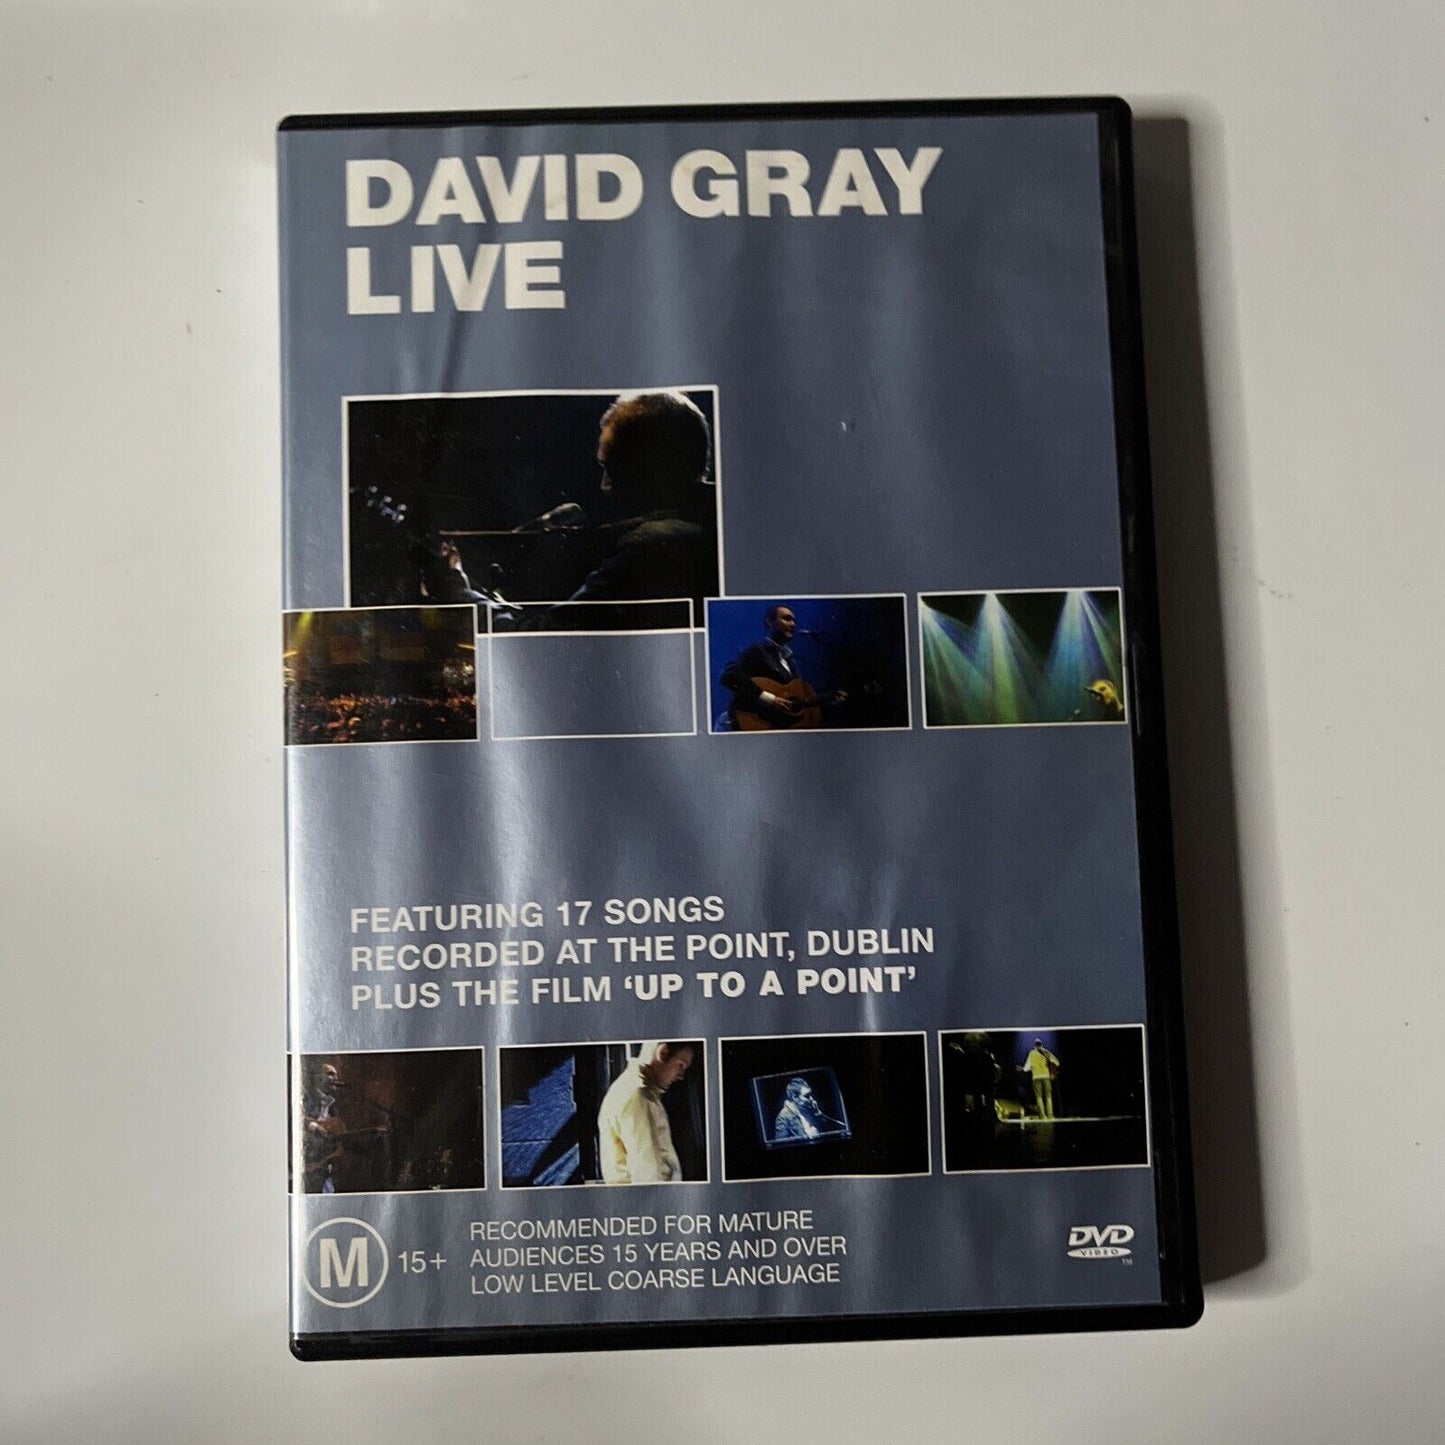 DAVID GRAY
LIVE
FEATURING 17 SONGS
RECORDED AT THE POINT, DUBLIN
PLUS THE FILM ‘UP TO A POINT’
M 15+
RECOMMENDED FOR MATURE
AUDIENCES 15 YEARS AND OVER
LOW LEVEL COARSE LANGUAGE
DVD
VIDEO
TM